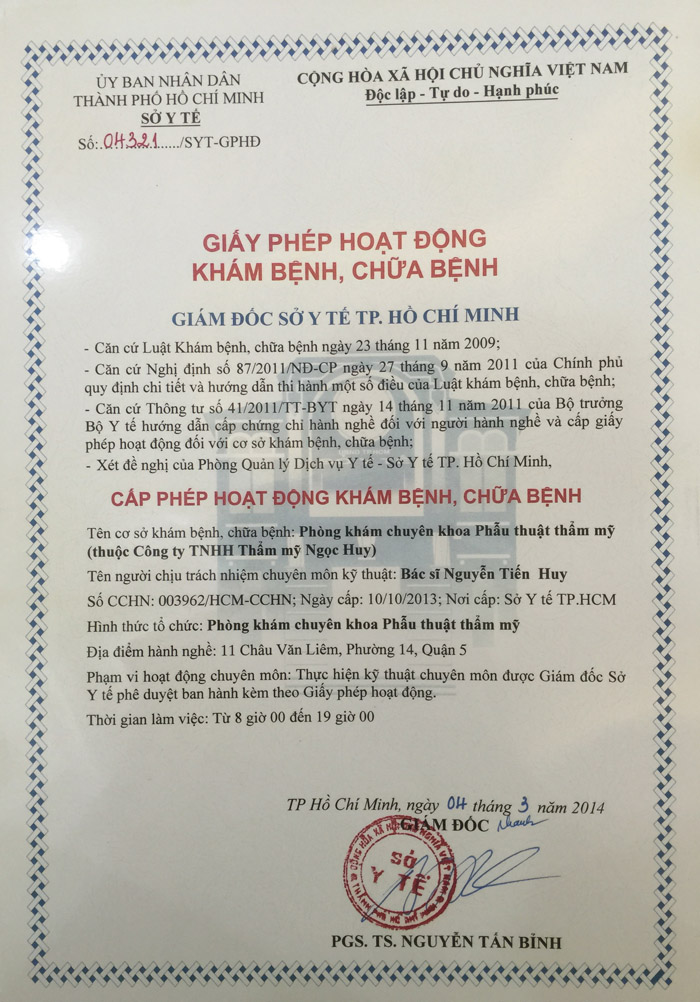 ỦY BAN NHÂN DÂN
THÀNH PHỐ HỒ CHÍ MINH
SỞ Y TẾ
Số:.04321....../SYT-GPHĐ
CỘNG HÒA XÃ HỘI CHỦ NGHĨA VIỆT NAM
Độc lập - Tự do - Hạnh phúc
GIẤY PHÉP HOẠT ĐỘNG
KHÁM BỆNH, CHỮA BỆNH
GIÁM ĐỐC SỞ Y TẾ TP. HỒ CHÍ MINH
- Căn cứ Luật Khám bệnh, chữa bệnh ngày 23 tháng 11 năm 2009;
- Căn cứ Nghị định số 87/2011/NĐ-CP ngày 27 tháng 9 năm 2011 của Chính phủ
quy định chi tiết và hướng dẫn thi hành một số điều của Luật khám bệnh, chữa bệnh;
- Căn cứ Thông tư số 41/2011/TT-BYT ngày 14 tháng 11 năm 2011 của Bộ trưởng
Bộ Y tế hướng dẫn cấp chứng chỉ hành nghề đối với người hành nghề và cấp giấy
phép hoạt động đối với cơ sở khám bệnh, chữa bệnh;
- Xét đề nghị của Phòng Quản lý Dịch vụ Y tế - Sở Y tế TP. Hồ Chí Minh,
CẤP PHÉP HOẠT ĐỘNG KHÁM BỆNH, CHỮA BỆNH
Tên cơ sở khám bệnh, chữa bệnh: Phòng khám chuyên khoa Phẫu thuật thẩm mỹ
(thuộc Công ty TNHH Thẩm mỹ Ngọc Huy)
Tên người chịu trách nhiệm chuyên môn kỹ thuật: Bác sĩ Nguyễn Tiến Huy
Số CCHN: 003962/HCM-CCHN; Ngày cấp: 10/10/2013; Nơi cấp: Sở Y tế TP.HCM
Hình thức tổ chức: Phòng khám chuyên khoa Phẫu thuật thẩm mỹ
Địa điểm hành nghề: 11 Châu Văn Liêm, Phường 14, Quận 5
Phạm vi hoạt động chuyên môn: Thực hiện kỹ thuật chuyên môn được Giám đốc Sở
Y tế phê duyệt ban hành kèm theo Giấy phép hoạt động.
Thời gian làm việc: Từ 8 giờ 00 đến 19 giờ 00
TP Hồ Chí Minh, ngày 04 tháng 3 năm 2014
GIÁM ĐỐC
SỞ
Y TẾ
PGS. TS. NGUYỄN TẤN BỈNH